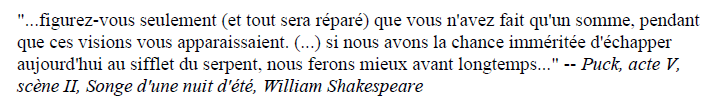 "...figurez-vous seulement (et tout sera réparé) que vous n'avez fait qu'un somme, pendant
que ces visions vous apparaissaient. (...) si nous avons la chance imméritée d'échapper
aujourd'hui au sifflet du serpent, nous ferons mieux avant longtemps..." -- Puck, acte V,
scène II, Songe d'une nuit d'été, William Shakespeare